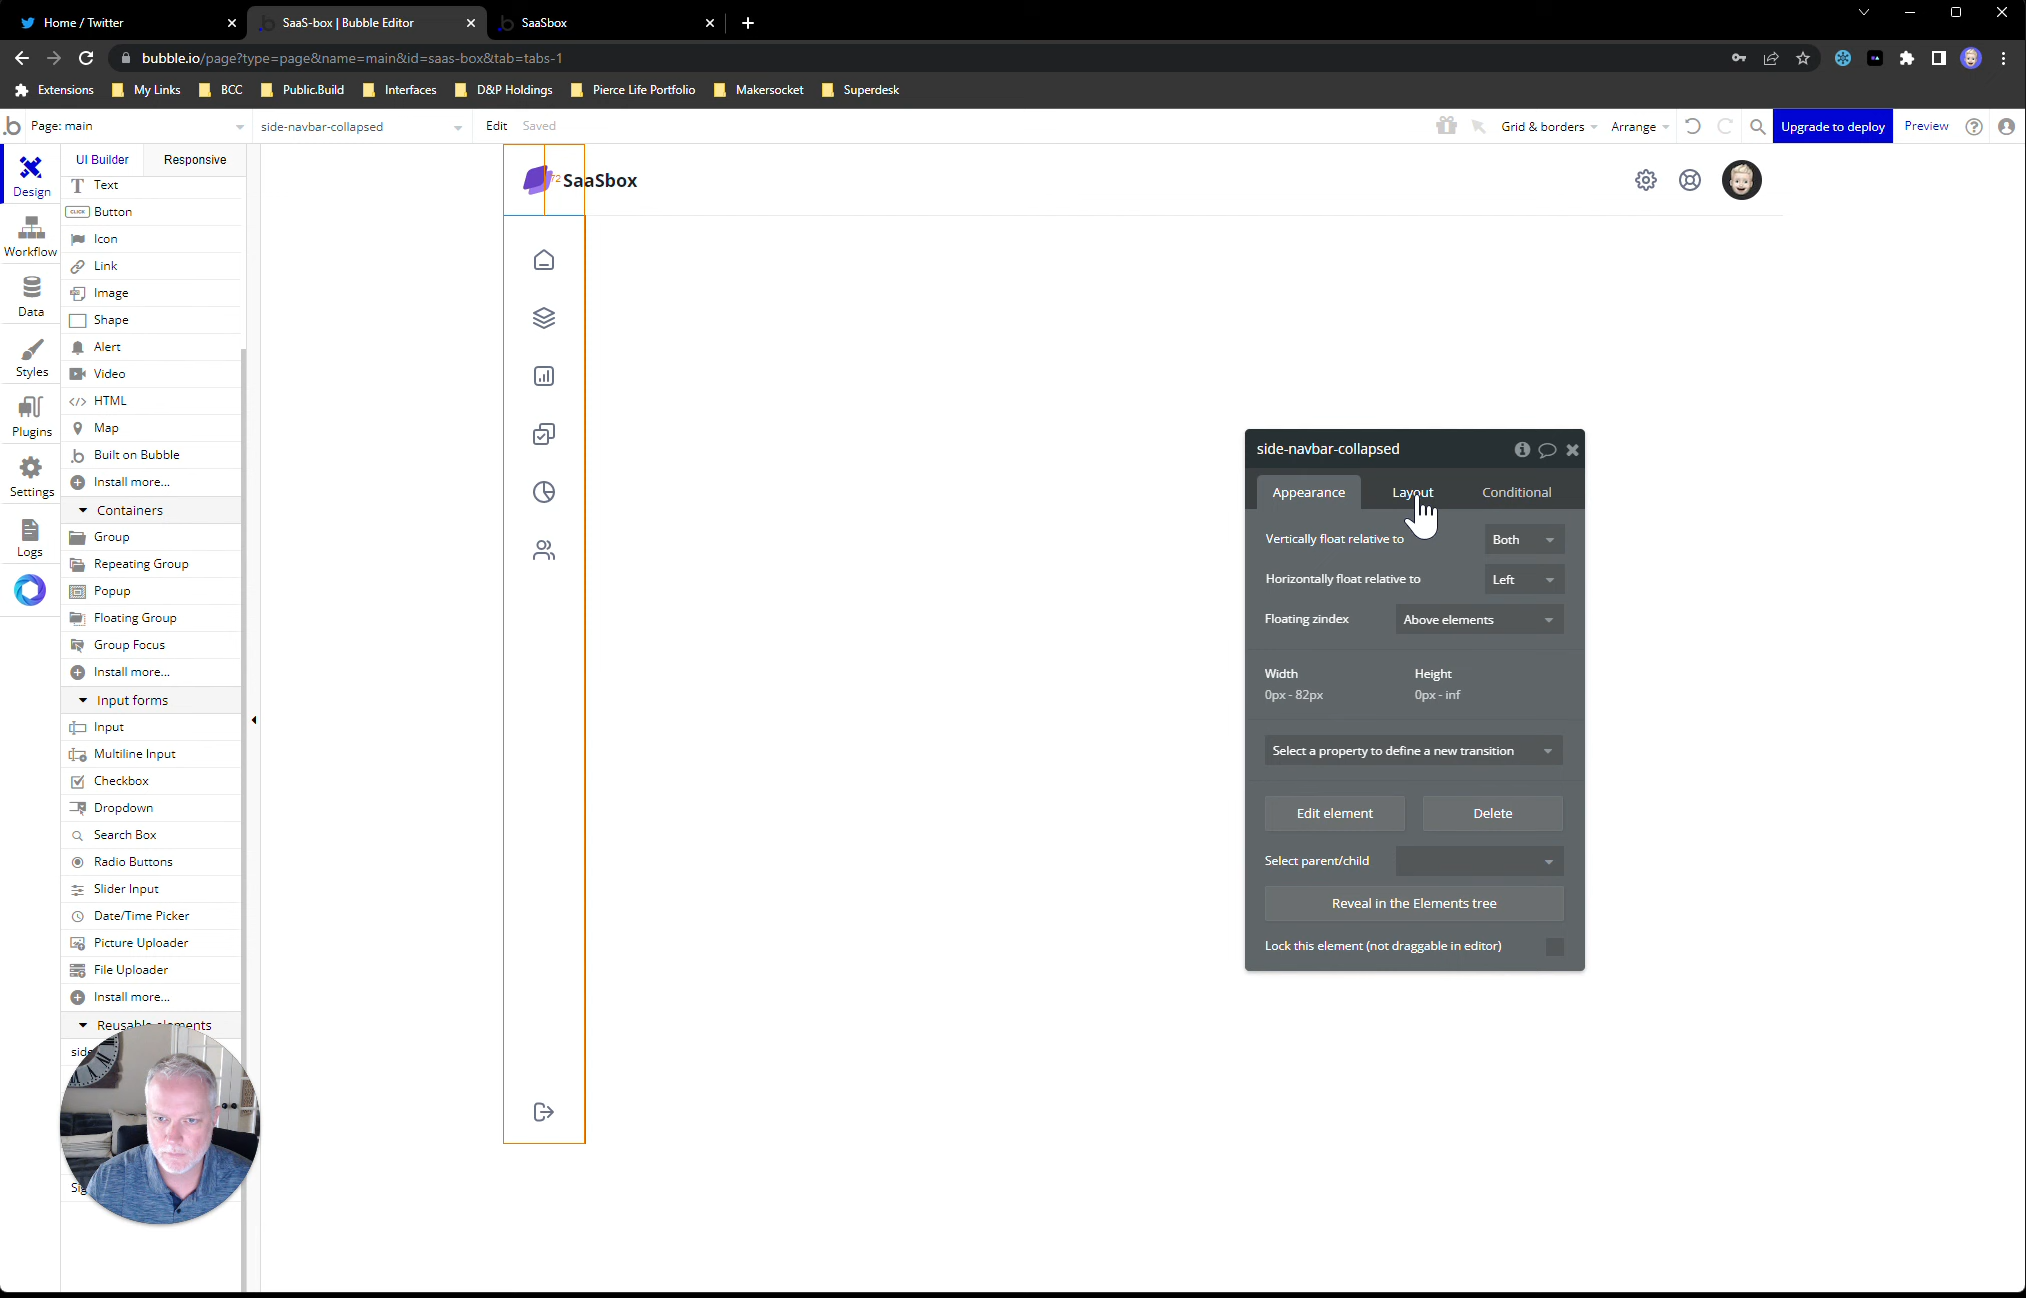 Home / Twitter
SaaS-box | Bubble Editor
SaaSbox
bubble.io/page?type=page&name=main&id=saas-box&tab=tabs-1
Extensions
My Links
BCC
Public.Build
Interfaces
D&P Holdings
Pierce Life Portfolio
Makersocket
Superdesk
Page: main
side-navbar-collapsed
Edit
Saved
Grid & borders
Arrange
Upgrade to deploy
Preview
Design
Workflow
Data
Styles
Plugins
Settings
Logs
UI Builder
Responsive
Text
CLICK
Button
Icon
Link
Image
Shape
Alert
Video
HTML
Map
Built on Bubble
Install more...
Containers
Group
Repeating Group
Popup
Floating Group
Group Focus
Install more...
Input forms
Input
Multiline Input
Checkbox
Dropdown
Search Box
Radio Buttons
Slider Input
Date/Time Picker
Picture Uploader
File Uploader
Install more...
Reusable elements
72
SaaSbox
side-navbar-collapsed
Appearance
Layout
Conditional
Vertically float relative to
Both
Horizontally float relative to
Left
Floating zindex
Above elements
Width
Height
0px - 82px
0px - inf
Select a property to define a new transition
Edit element
Delete
Select parent/child
Reveal in the Elements tree
Lock this element (not draggable in editor)